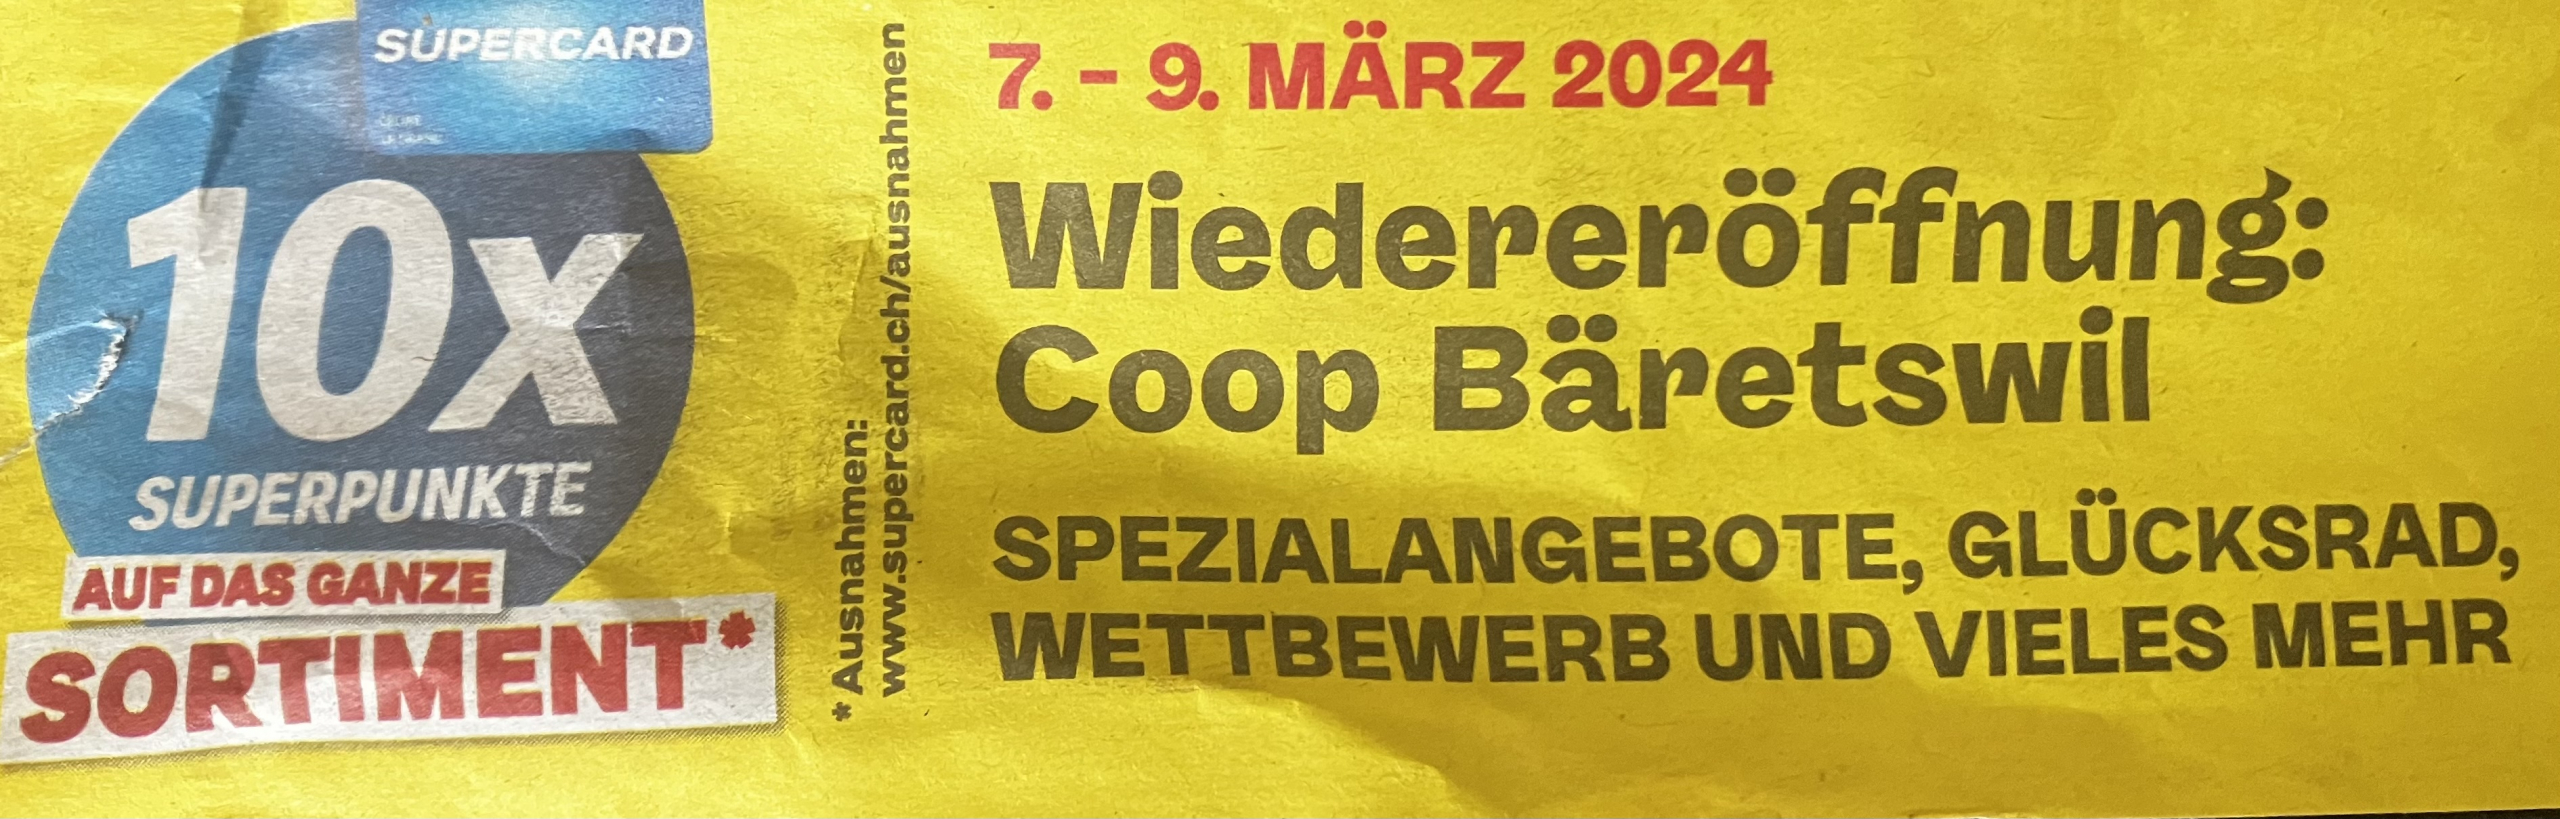 SUPERCARD
10x
SUPERPUNKTE
AUF DAS GANZE
SORTIMENT*
* Ausnahmen:
www.supercard.ch/ausnahmen
7. - 9. MÄRZ 2024
Wiedereröffnung:
Coop Bäretswil
SPEZIALANGEBOTE, GLÜCKSRAD,
WETTBEWERB UND VIELES MEHR